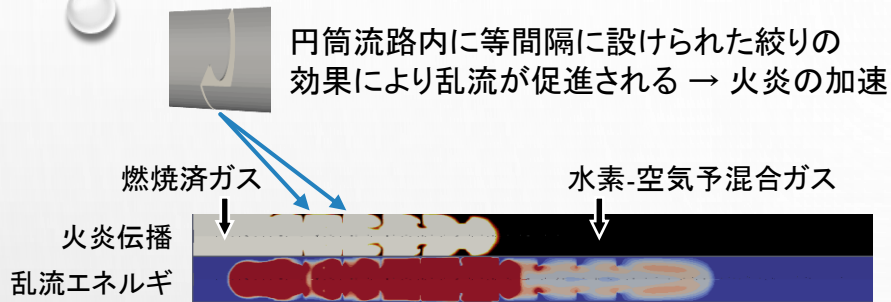 円筒流路内に等間隔に設けられた絞りの
効果により乱流が促進される → 火炎の加速
燃焼済ガス
水素-空気予混合ガス
火炎伝播
乱流エネルギ